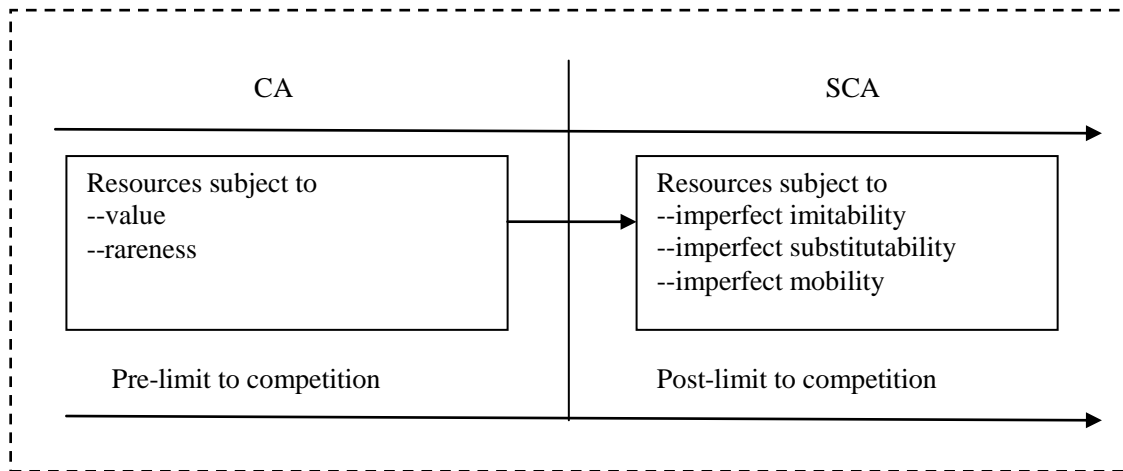 CA
SCA
Resources subject to
--value
--rareness
Resources subject to
--imperfect imitability
--imperfect substitutability
--imperfect mobility
Pre-limit to competition
Post-limit to competition